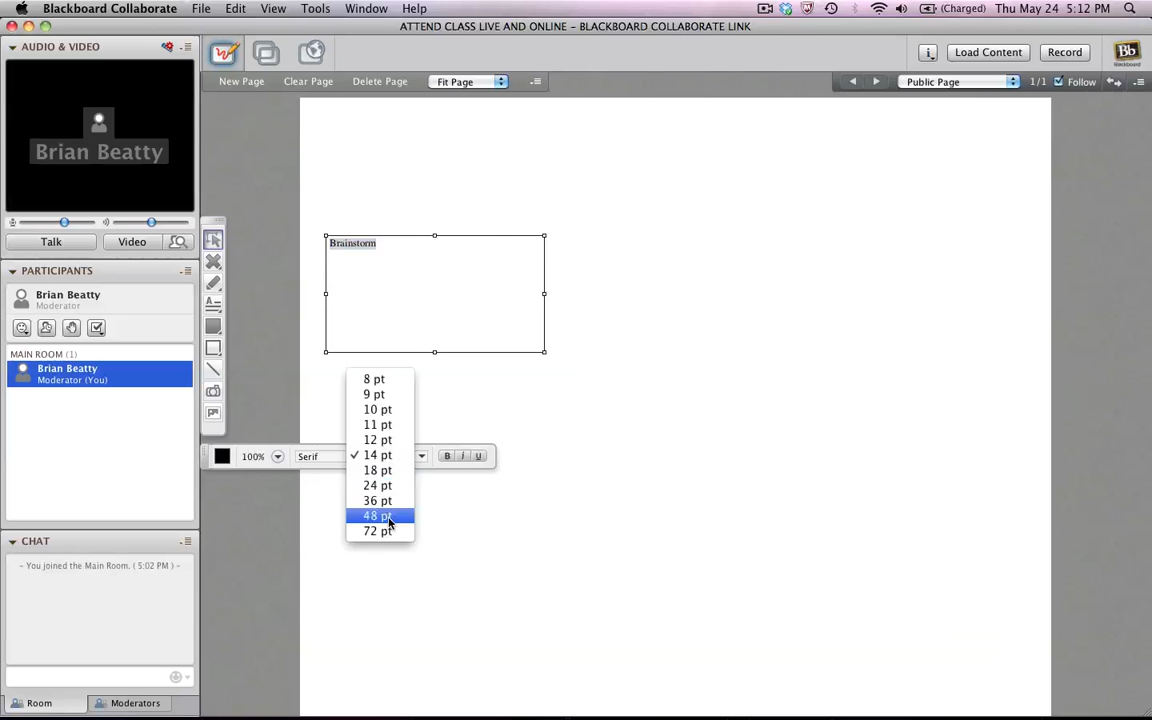 Blackboard Collaborate File Edit View Tools Window Help (Charged) Thu May 24 5:12 PM
ATTEND CLASS LIVE AND ONLINE – BLACKBOARD COLLABORATE LINK
AUDIO & VIDEO
Brian Beatty
Talk Video
PARTICIPANTS
Brian Beatty
Moderator
MAIN ROOM (1)
Brian Beatty
Moderator (You)
CHAT
– You joined the Main Room. ( 5:02 PM ) –
Room Moderators
i Load Content Record Bb
Blackboard
New Page Clear Page Delete Page Fit Page Public Page 1/1 Follow
Brainstorm
8 pt
9 pt
10 pt
11 pt
12 pt
14 pt
18 pt
24 pt
36 pt
48 pt
72 pt
100% Serif B i U